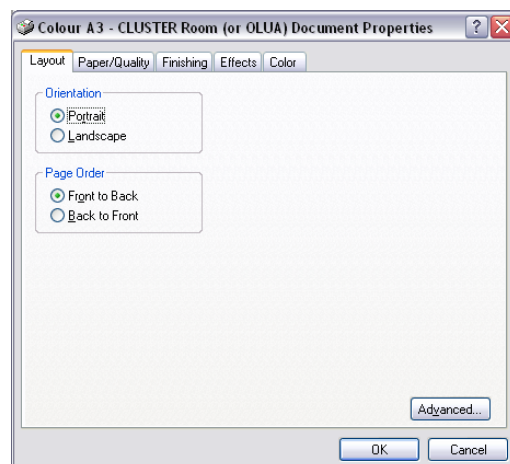 Colour A3 - CLUSTER Room (or OLUA) Document Properties
Layout Paper/Quality Finishing Effects Color
Orientation
Portrait
Landscape
Page Order
Front to Back
Back to Front
Advanced...
OK Cancel